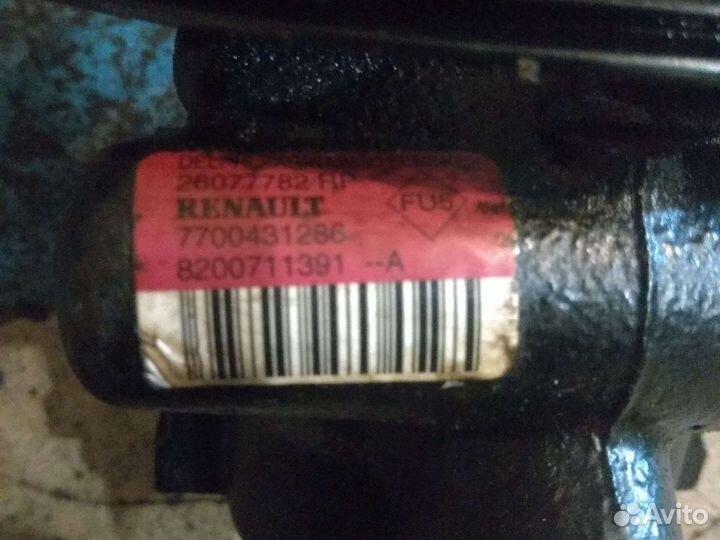 26077782 RP
RENAULT
FU5
7700431286
8200711391 --A
Avito